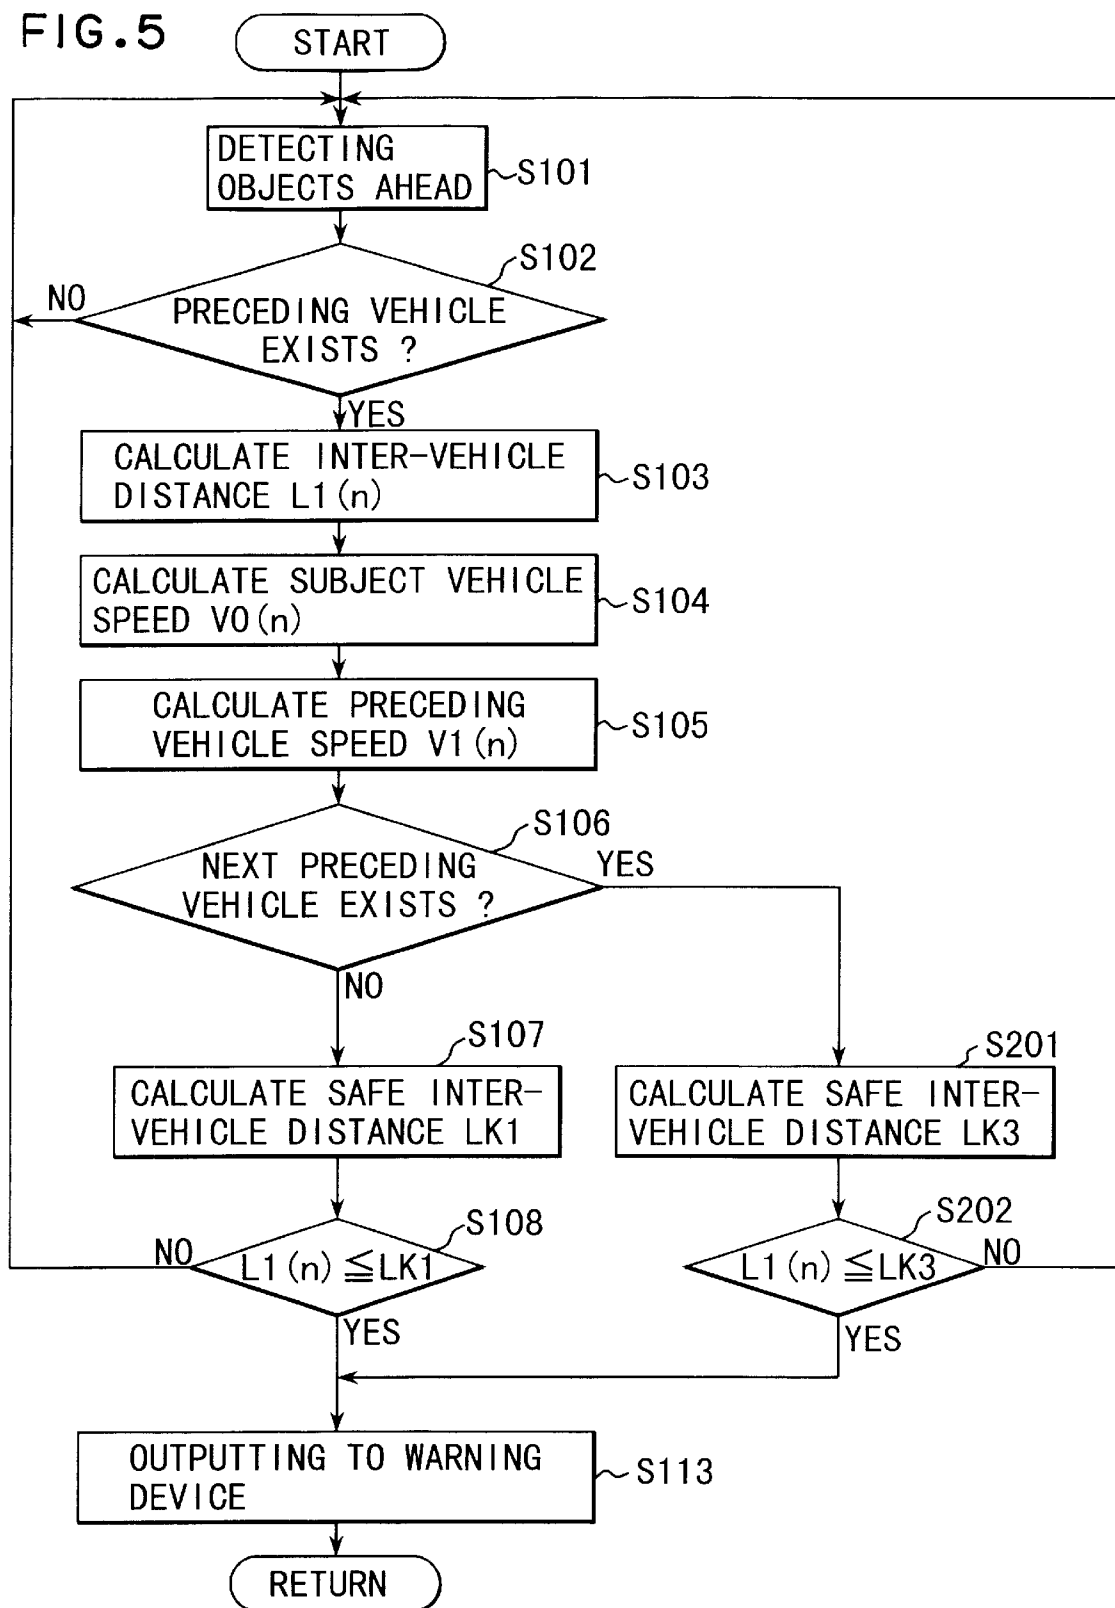 FIG.5
START
DETECTING
OBJECTS AHEAD
S101
S102
NO
PRECEDING VEHICLE
EXISTS ?
YES
CALCULATE INTER-VEHICLE
DISTANCE L1(n)
S103
CALCULATE SUBJECT VEHICLE
SPEED V0(n)
S104
CALCULATE PRECEDING
VEHICLE SPEED V1(n)
S105
S106
NEXT PRECEDING
VEHICLE EXISTS ?
YES
NO
S107
CALCULATE SAFE INTER-
VEHICLE DISTANCE LK1
S201
CALCULATE SAFE INTER-
VEHICLE DISTANCE LK3
S108
NO
L1(n) ≦ LK1
YES
S202
L1(n) ≦ LK3
NO
YES
OUTPUTTING TO WARNING
DEVICE
S113
RETURN